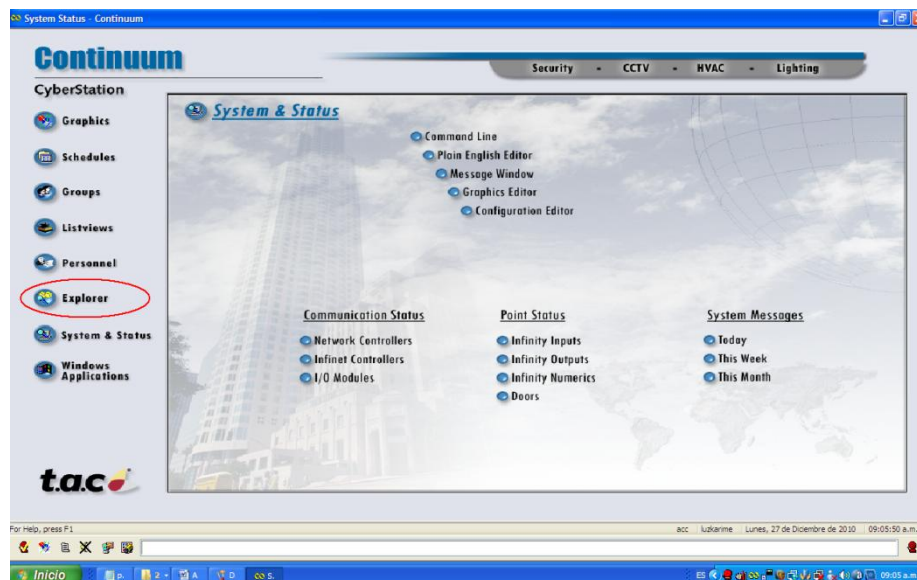 System Status - Continuum
Continuum
CyberStation
Security - CCTV - HVAC - Lighting
Graphics
Schedules
Groups
Listviews
Personnel
Explorer
System & Status
Windows
Applications
System & Status
Command Line
Plain English Editor
Message Window
Graphics Editor
Configuration Editor
Communication Status
Network Controllers
Infinet Controllers
I/O Modules
Point Status
Infinity Inputs
Infinity Outputs
Infinity Numerics
Doors
System Messages
Today
This Week
This Month
t.a.c
For Help, press F1
acc luzkarime Lunes, 27 de Diciembre de 2010 09:05:50 a.m.
Inicio p. 2 - A D S. ES 09:05 a.m.